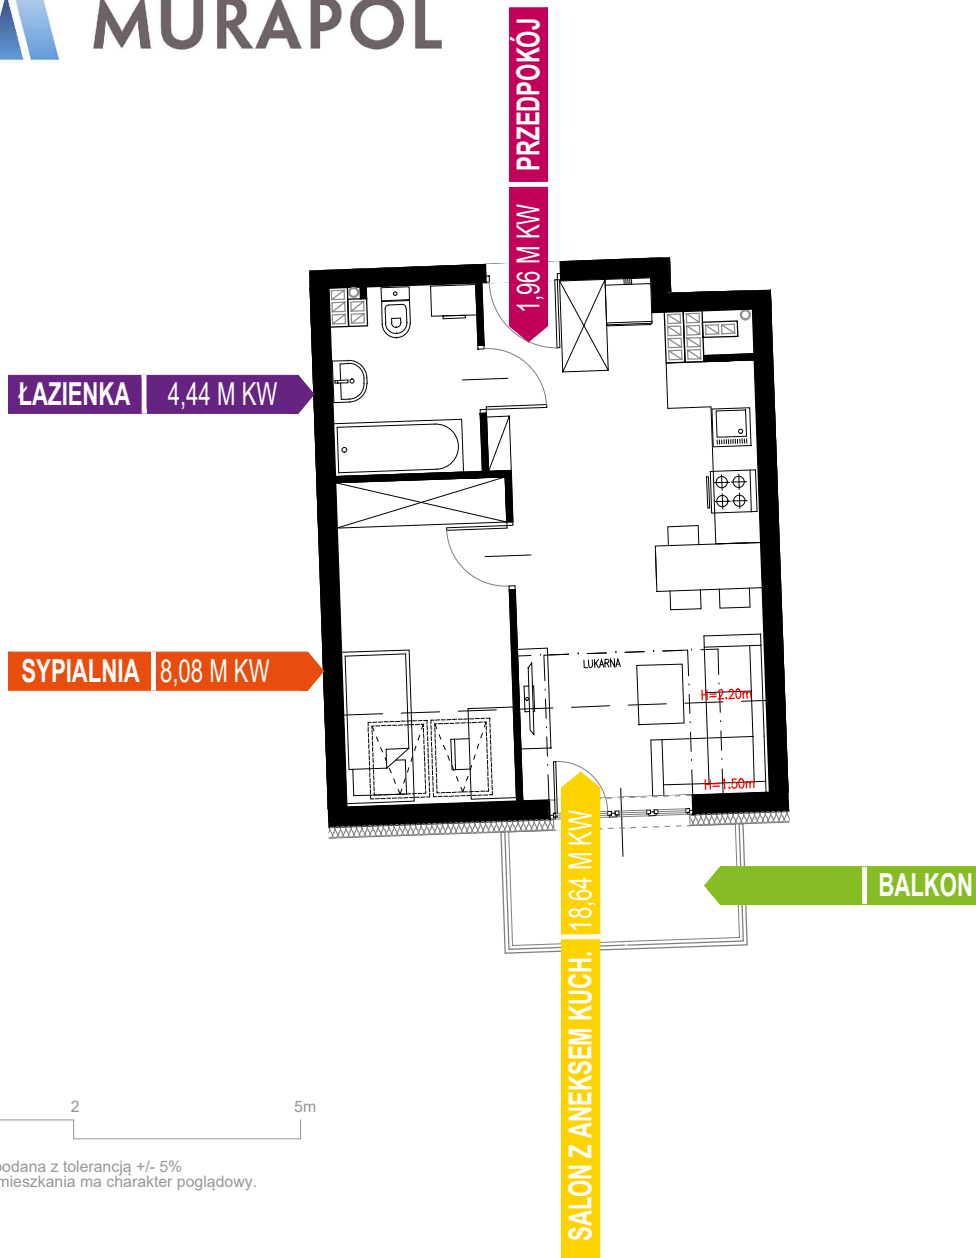 MURAPOL
PRZEDPOKÓJ
1,96 M KW
ŁAZIENKA
4,44 M KW
SYPIALNIA
8,08 M KW
LUKARNA
H=2.20m
H=1.50m
18,64 M KW
SALON Z ANEKSEM KUCH.
BALKON
2
5m
podana z tolerancją +/- 5%
mieszkania ma charakter poglądowy.